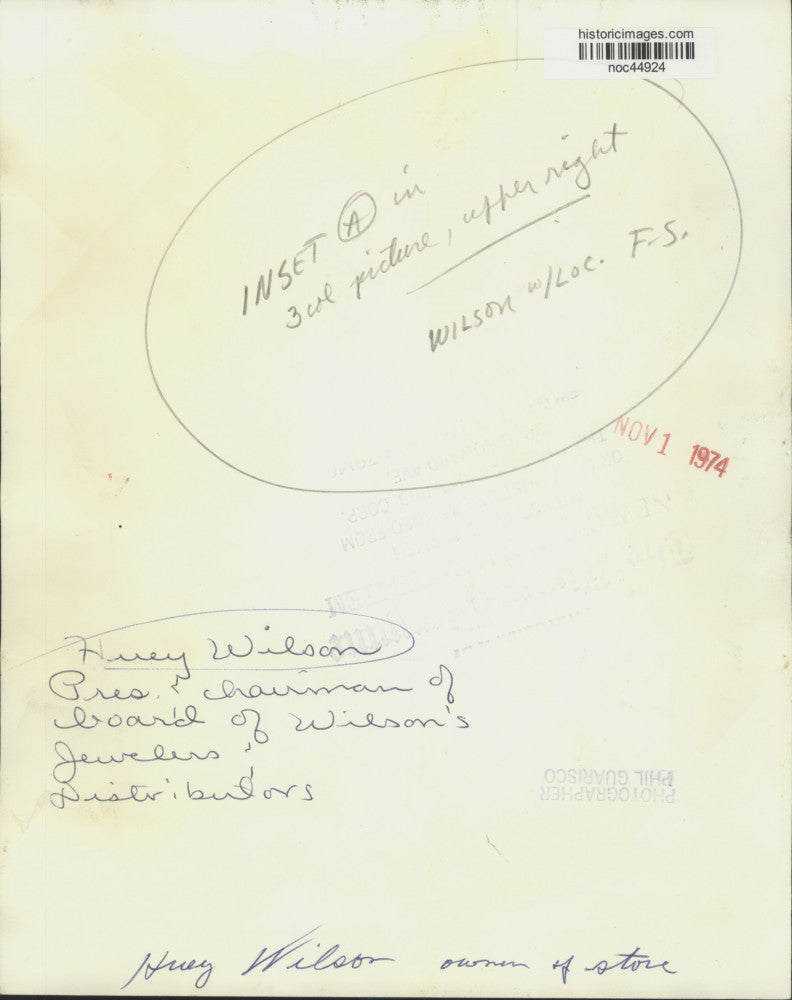 historicimages.com
noc44924
INSET A in
3 col picture, upper right
WILSON w/LOC. F.S.
NOV 1 1974
Huey Wilson
Pres. & chairman of
board of Wilson's
Jewelers &
Distributors
PHOTOGRAPHER
PHIL GUARISCO
Huey Wilson owner of store